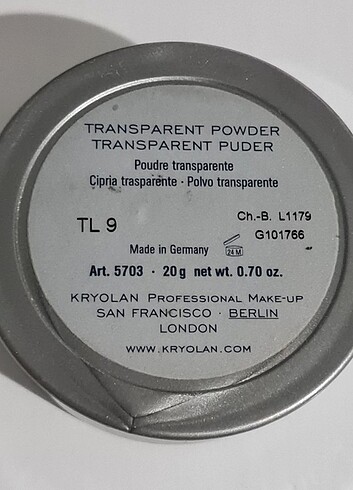 TRANSPARENT POWDER
TRANSPARENT PUDER
Poudre transparente
Cipria trasparente · Polvo transparente
TL 9
Ch.-B. L1179
G101766
Made in Germany
24 M
Art. 5703 · 20 g net wt. 0.70 oz.
KRYOLAN PROFESSIONAL MAKE-UP
SAN FRANCISCO · BERLIN
LONDON
WWW.KRYOLAN.COM